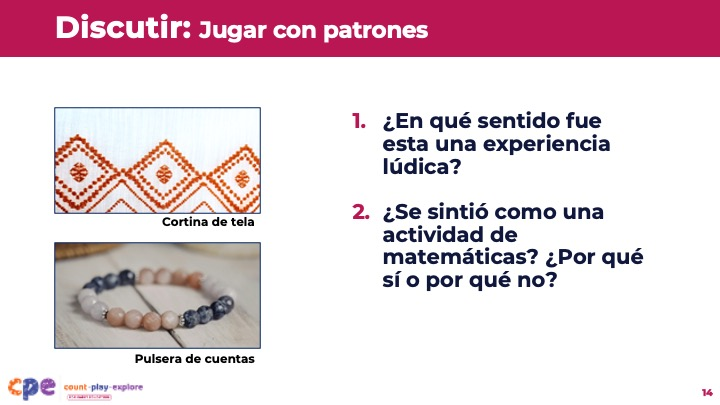 Discutir: Jugar con patrones
Cortina de tela
Pulsera de cuentas
1. ¿En qué sentido fue
esta una experiencia
lúdica?
2. ¿Se sintió como una
actividad de
matemáticas? ¿Por qué
sí o por qué no?
cpe count·play·explore
14